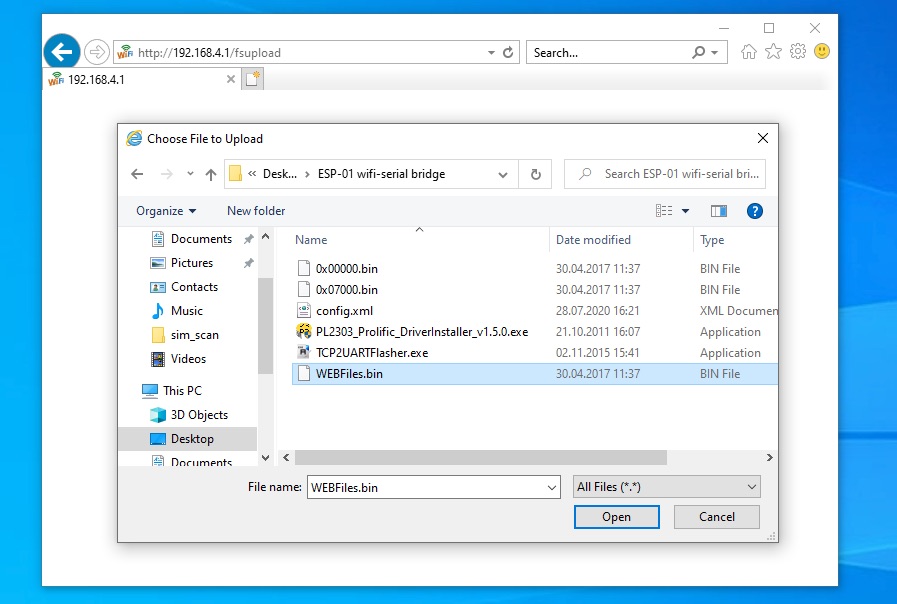 http://192.168.4.1/fsupload
Search...
WiFi 192.168.4.1
Choose File to Upload
« Desk... › ESP-01 wifi-serial bridge
Search ESP-01 wifi-serial bri...
Organize
New folder
Documents
Pictures
Contacts
Music
sim_scan
Videos
This PC
3D Objects
Desktop
Documents
Name Date modified Type
0x00000.bin 30.04.2017 11:37 BIN File
0x07000.bin 30.04.2017 11:37 BIN File
config.xml 28.07.2020 16:21 XML Documen
PL2303_Prolific_DriverInstaller_v1.5.0.exe 21.10.2011 16:07 Application
TCP2UARTFlasher.exe 02.11.2015 15:41 Application
WEBFiles.bin 30.04.2017 11:37 BIN File
File name: WEBFiles.bin All Files (*.*)
Open Cancel